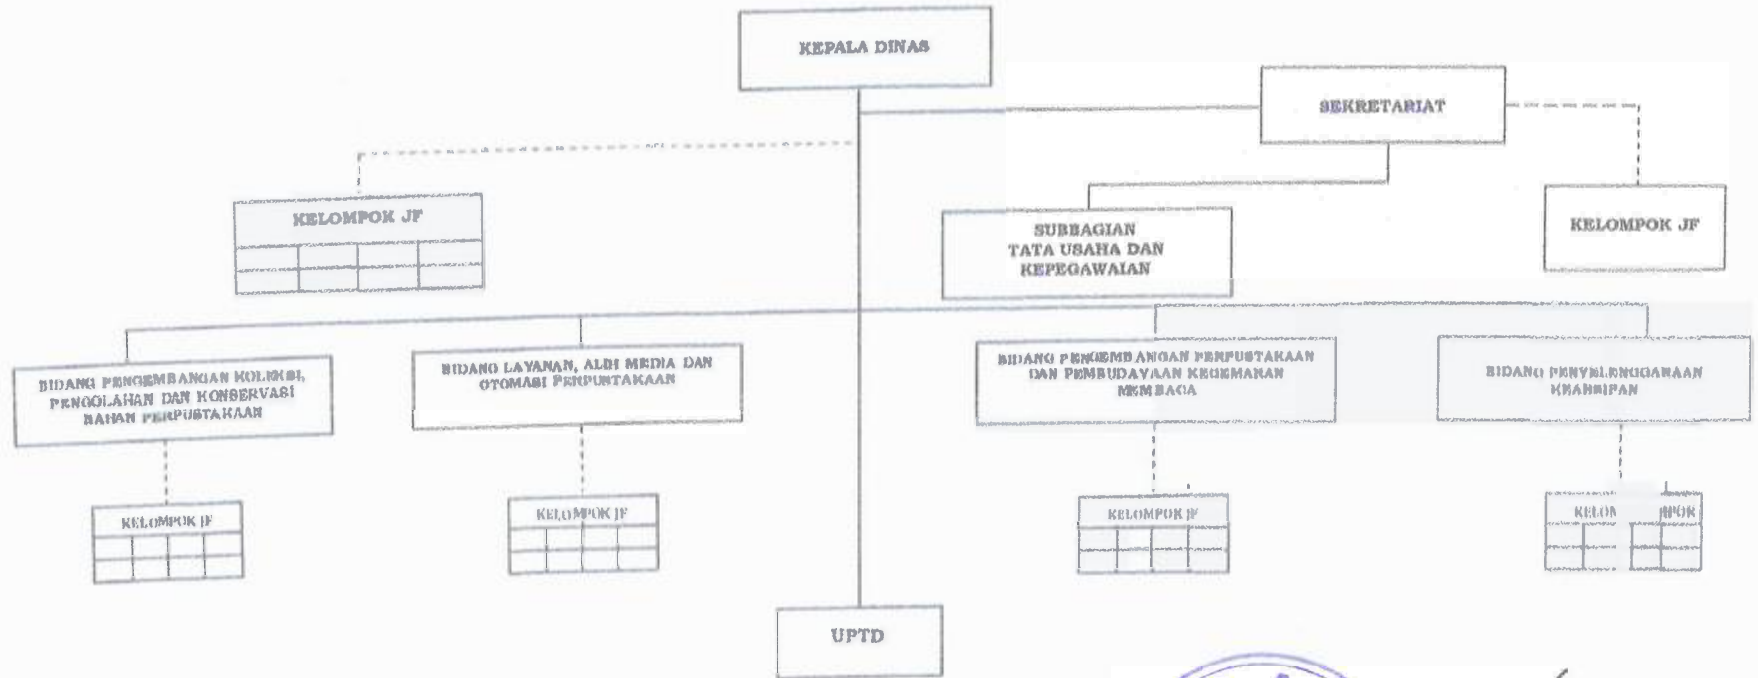 KEPALA DINAS
SEKRETARIAT
KELOMPOK JF
SUBBAGIAN
TATA USAHA DAN
KEPEGAWAIAN
KELOMPOK JF
BIDANG PENGEMBANGAN KOLEKSI,
PENGOLAHAN DAN KONSERVASI
BAHAN PERPUSTAKAAN
BIDANG LAYANAN, ALIH MEDIA DAN
OTOMASI PERPUSTAKAAN
BIDANG PENGEMBANGAN PERPUSTAKAAN
DAN PEMBUDAYAAN KEGEMARAN
MEMBACA
BIDANG PENYELENGGARAAN
KEARSIPAN
KELOMPOK JF
KELOMPOK JF
KELOMPOK JF
UPTD